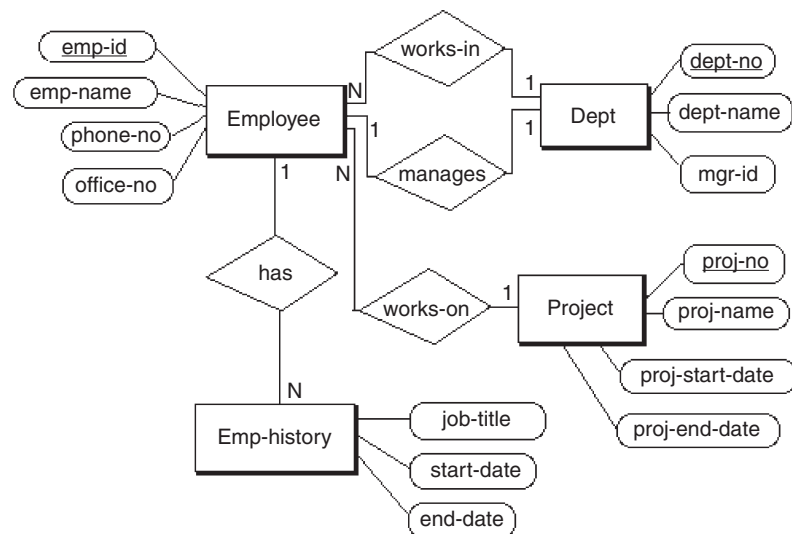 emp-id
emp-name
phone-no
office-no
Employee
N
1
N
1
works-in
manages
1
1
Dept
dept-no
dept-name
mgr-id
has
N
Emp-history
job-title
start-date
end-date
works-on
1
Project
proj-no
proj-name
proj-start-date
proj-end-date